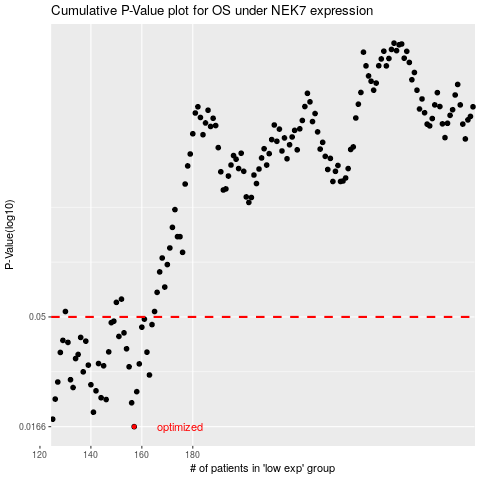 Cumulative P-Value plot for OS under NEK7 expression
P-Value(log10)
0.05
0.0166
optimized
120 140 160 180
# of patients in 'low exp' group